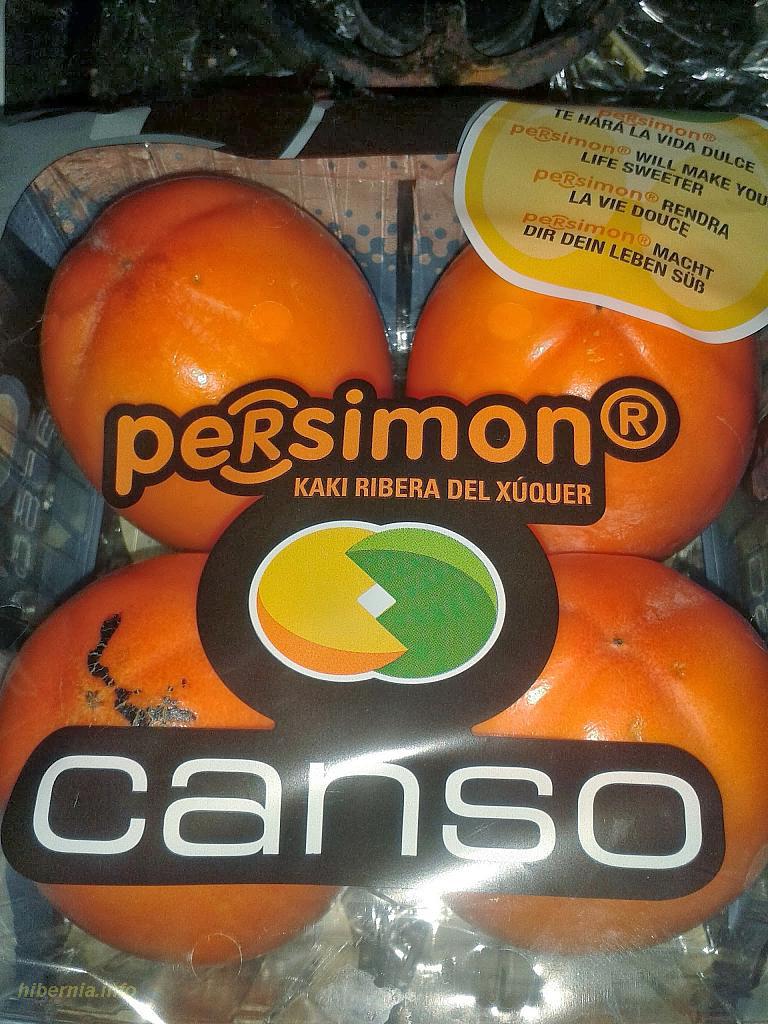 persimon®
TE HARÁ LA VIDA DULCE
persimon® WILL MAKE YOU
LIFE SWEETER
persimon® RENDRA
LA VIE DOUCE
persimon® MACHT
DIR DEIN LEBEN SÜß
peRsimon®
KAKI RIBERA DEL XÚQUER
canso
hibernia.info